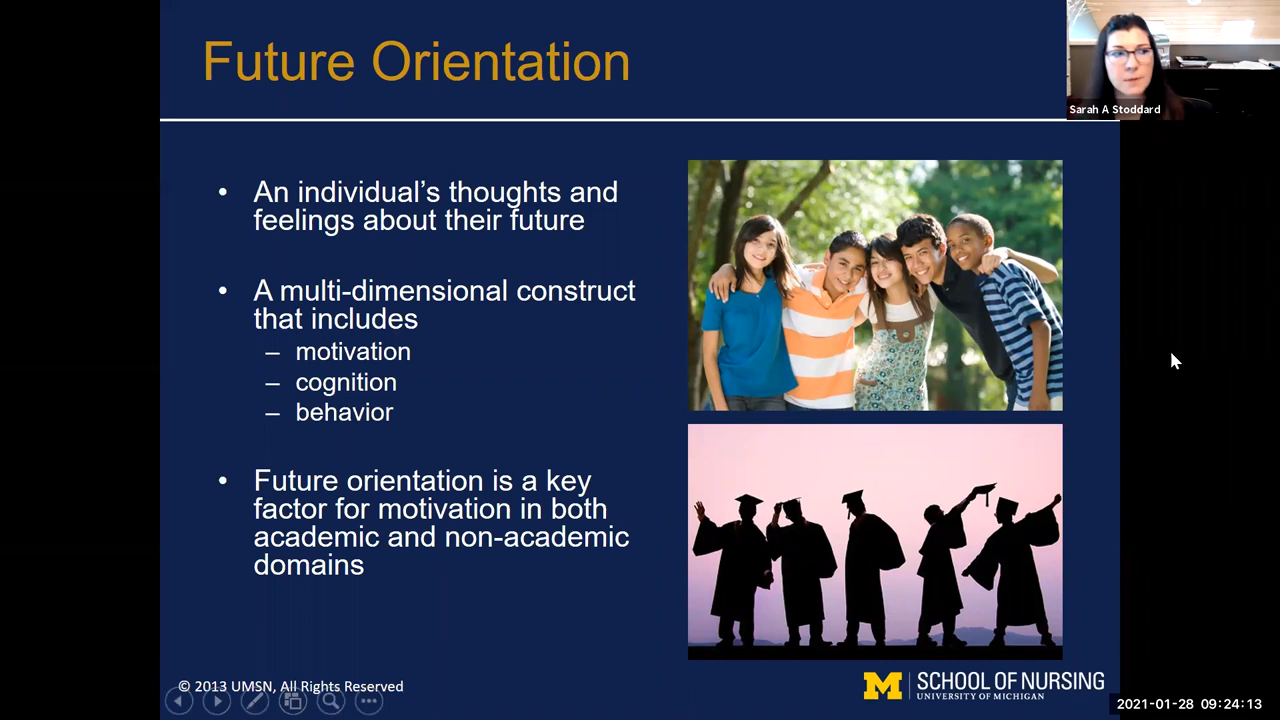 Future Orientation
Sarah A Stoddard
• An individual’s thoughts and
feelings about their future
• A multi-dimensional construct
that includes
– motivation
– cognition
– behavior
• Future orientation is a key
factor for motivation in both
academic and non-academic
domains
© 2013 UMSN, All Rights Reserved
M SCHOOL OF NURSING
UNIVERSITY OF MICHIGAN
2021-01-28 09:24:13